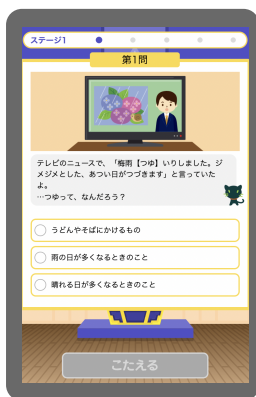 ステージ1
第1問
テレビのニュースで、「梅雨【つゆ】いりしました。ジ
メジメとした、あつい日がつづきます」と言っていた
よ。
…つゆって、なんだろう？
うどんやそばにかけるもの
雨の日が多くなるときのこと
晴れる日が多くなるときのこと
こたえる